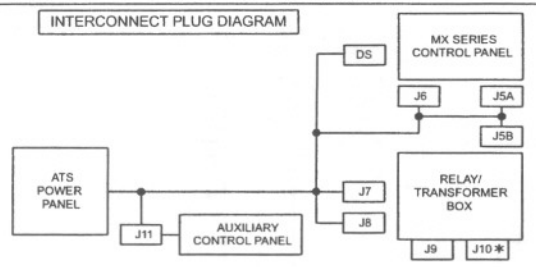 INTERCONNECT PLUG DIAGRAM
DS
MX SERIES
CONTROL PANEL
J6
J5A
J5B
ATS
POWER
PANEL
J7
J8
RELAY/
TRANSFORMER
BOX
J11
AUXILIARY
CONTROL PANEL
J9
J10 *